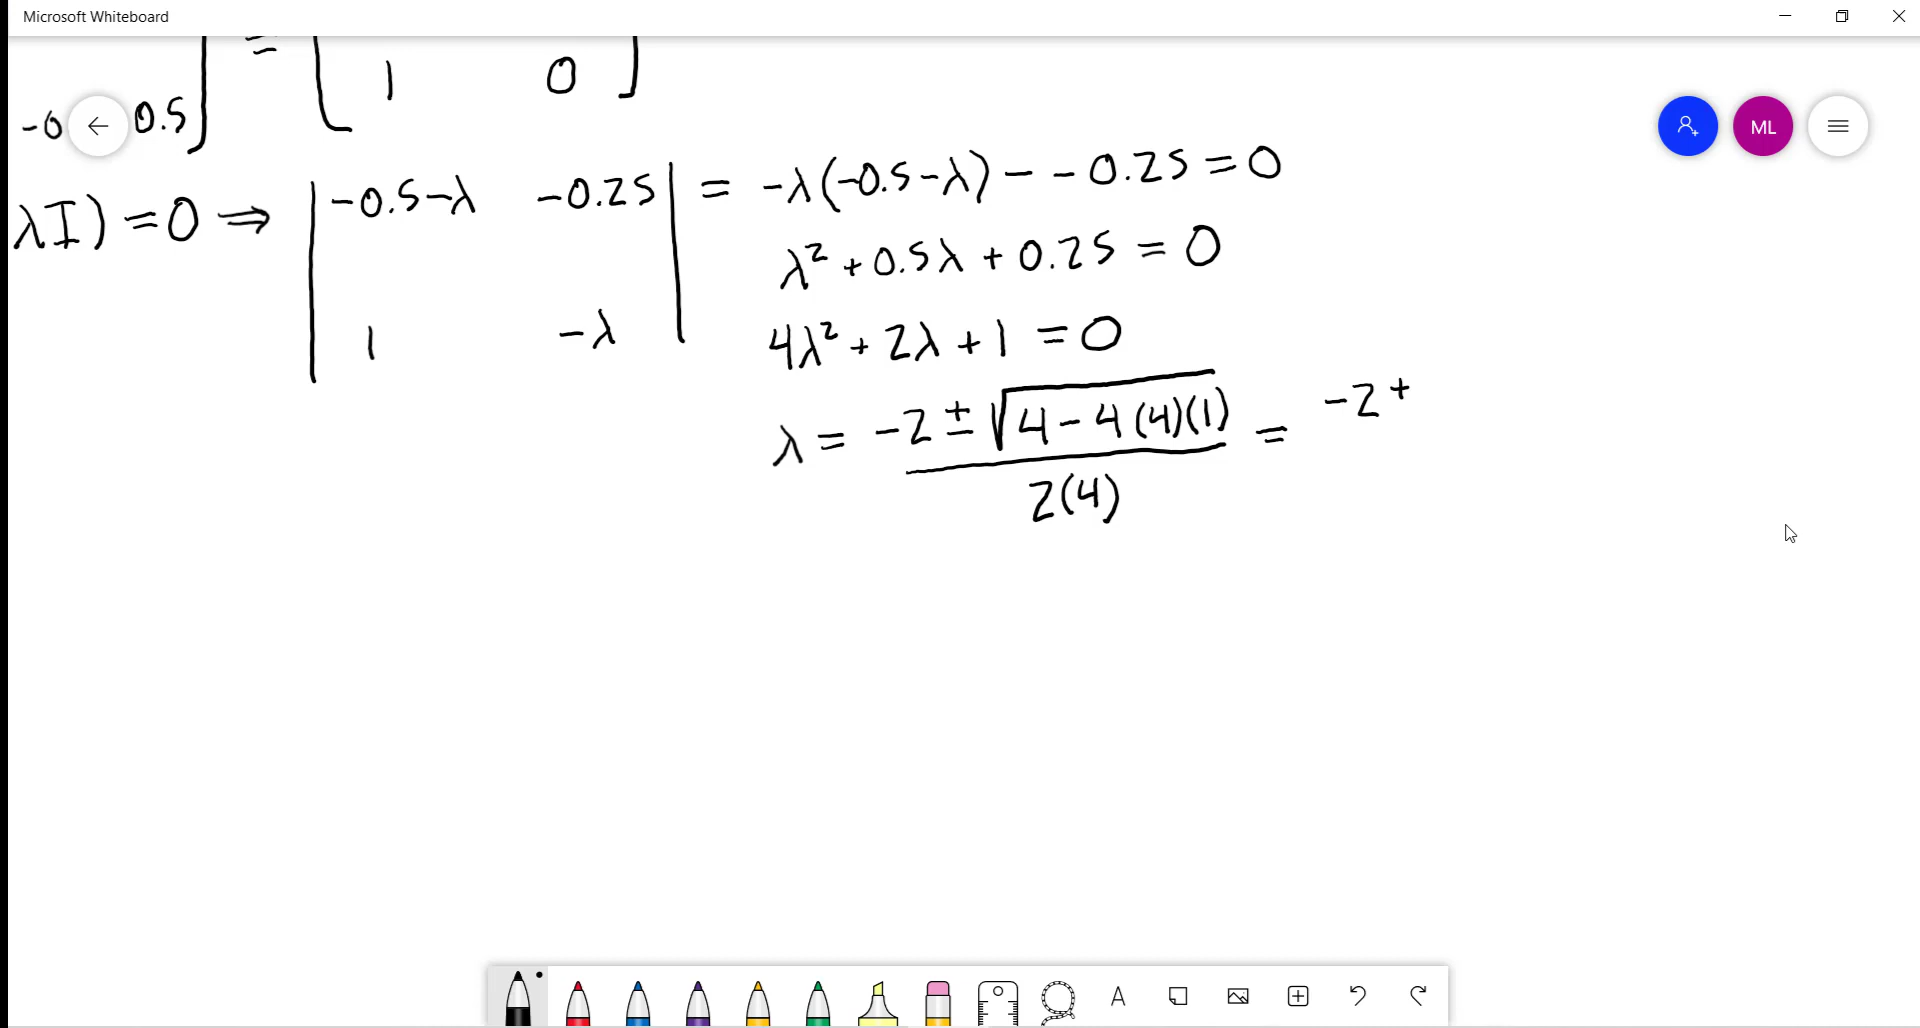 Microsoft Whiteboard
] = [
1 0 ]
-0 0.5]
ML
λI) = 0 ⇒ | -0.5-λ -0.25 | = -λ(-0.5-λ) - -0.25 = 0
λ² + 0.5λ + 0.25 = 0
1 -λ
4λ² + 2λ + 1 = 0
λ = -2 ± √4 - 4(4)(1) = -2 +
2(4)
A